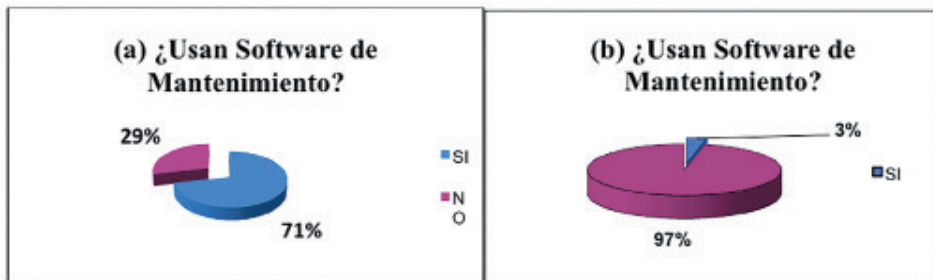 (a) ¿Usan Software de
Mantenimiento?
29%
71%
SI
N
O
(b) ¿Usan Software de
Mantenimiento?
3%
97%
SI